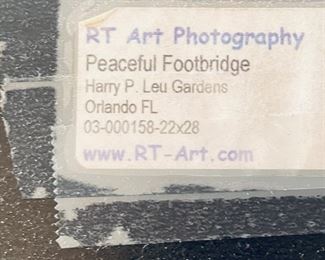 RT Art Photography
Peaceful Footbridge
Harry P. Leu Gardens
Orlando FL
03-000158-22x28
www.RT-Art.com